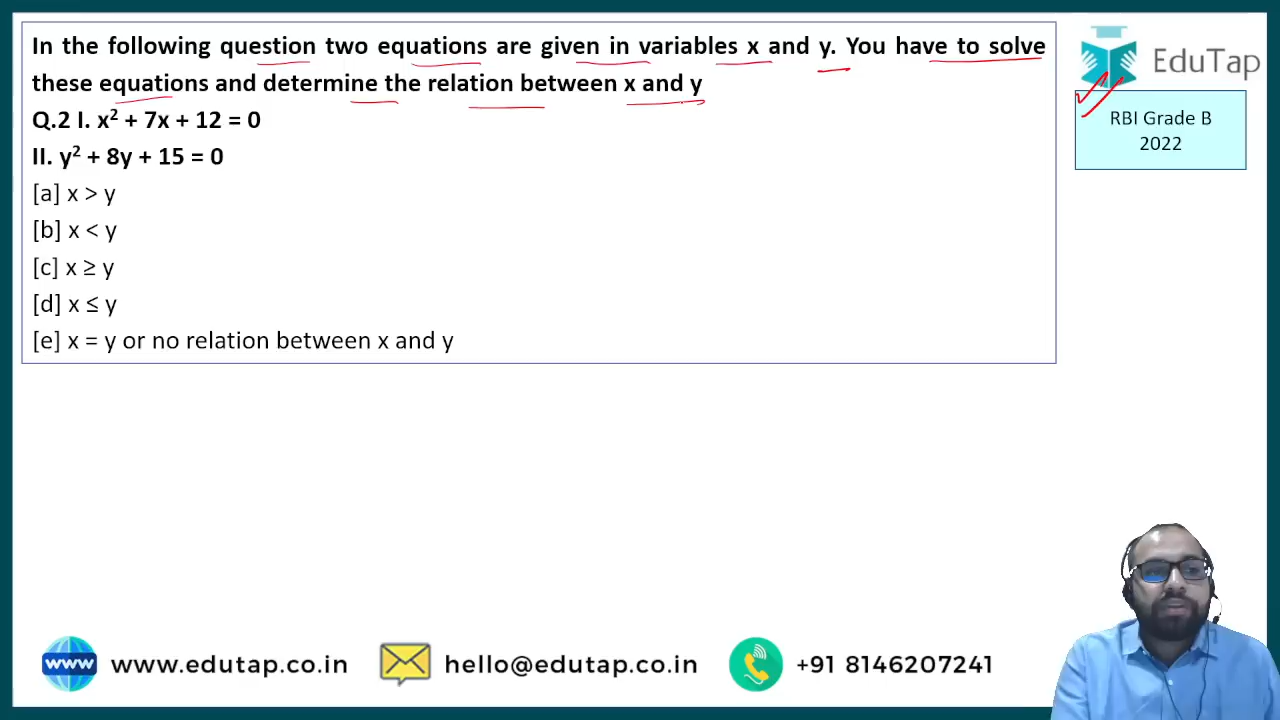 In the following question two equations are given in variables x and y. You have to solve
these equations and determine the relation between x and y
Q.2 I. x² + 7x + 12 = 0
II. y² + 8y + 15 = 0
[a] x > y
[b] x < y
[c] x ≥ y
[d] x ≤ y
[e] x = y or no relation between x and y
EduTap
RBI Grade B
2022
www
www.edutap.co.in
hello@edutap.co.in
+91 8146207241